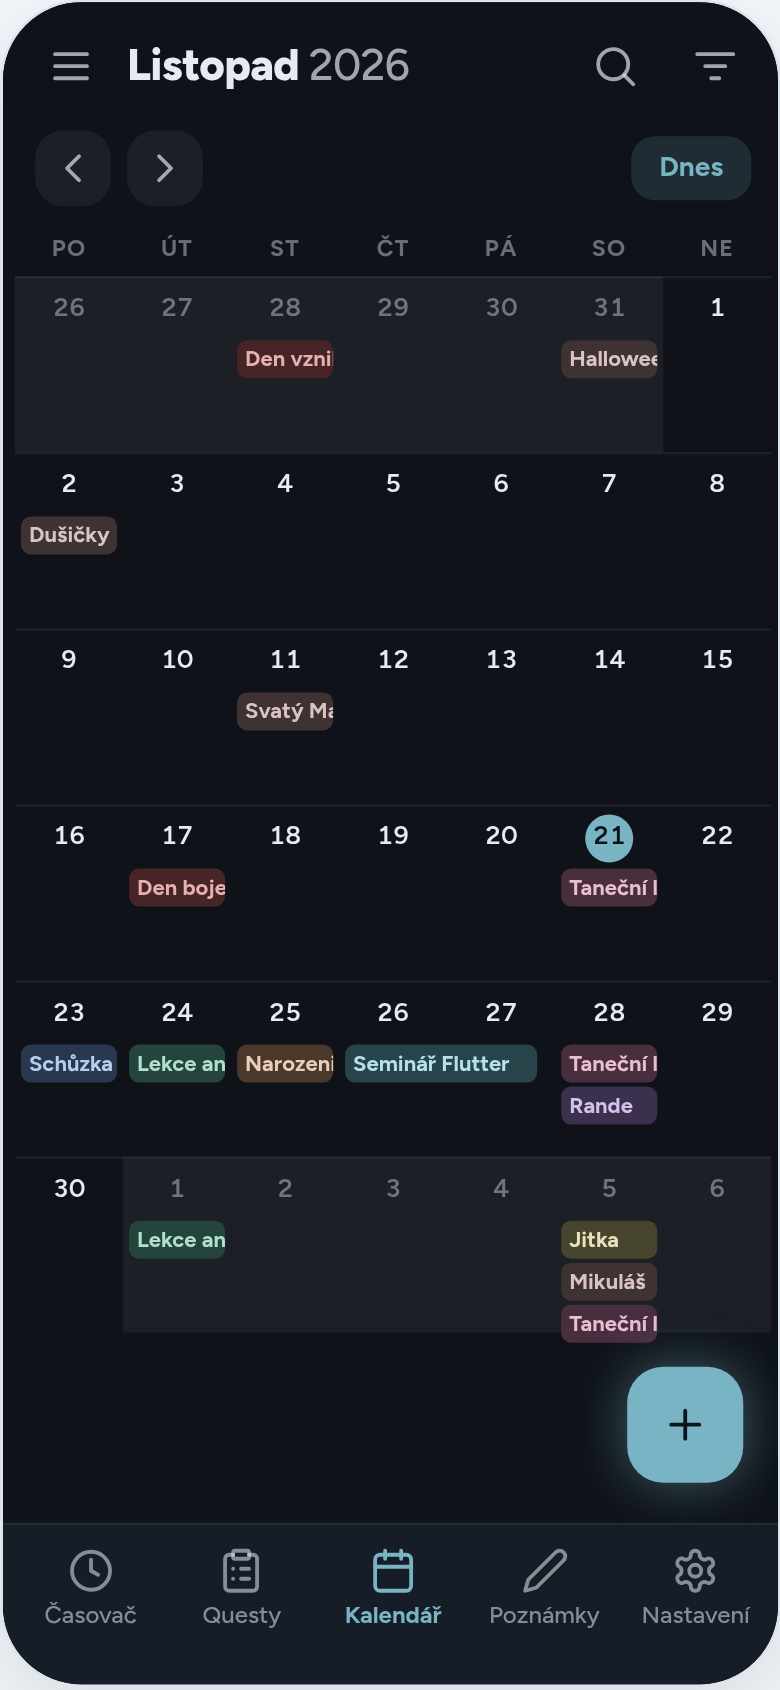 Listopad 2026
Dnes
PO ÚT ST ČT PÁ SO NE
26 27 28 29 30 31 1
Den vzni Hallowee
2 3 4 5 6 7 8
Dušičky
9 10 11 12 13 14 15
Svatý Ma
16 17 18 19 20 21 22
Den boje Taneční l
23 24 25 26 27 28 29
Schůzka Lekce an Narozeni Seminář Flutter Taneční l
Rande
30 1 2 3 4 5 6
Lekce an Jitka
Mikuláš
Taneční l
Časovač Questy Kalendář Poznámky Nastavení